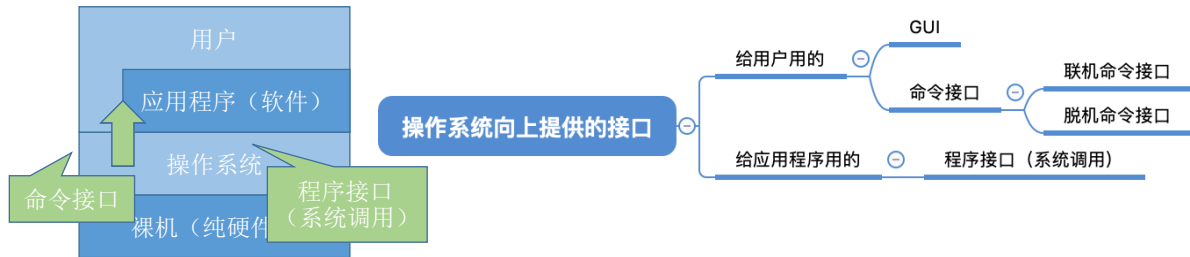 用户
应用程序（软件）
操作系统
命令接口
程序接口
（系统调用）
裸机（纯硬件
操作系统向上提供的接口
给用户用的
GUI
命令接口
联机命令接口
脱机命令接口
给应用程序用的
程序接口（系统调用）